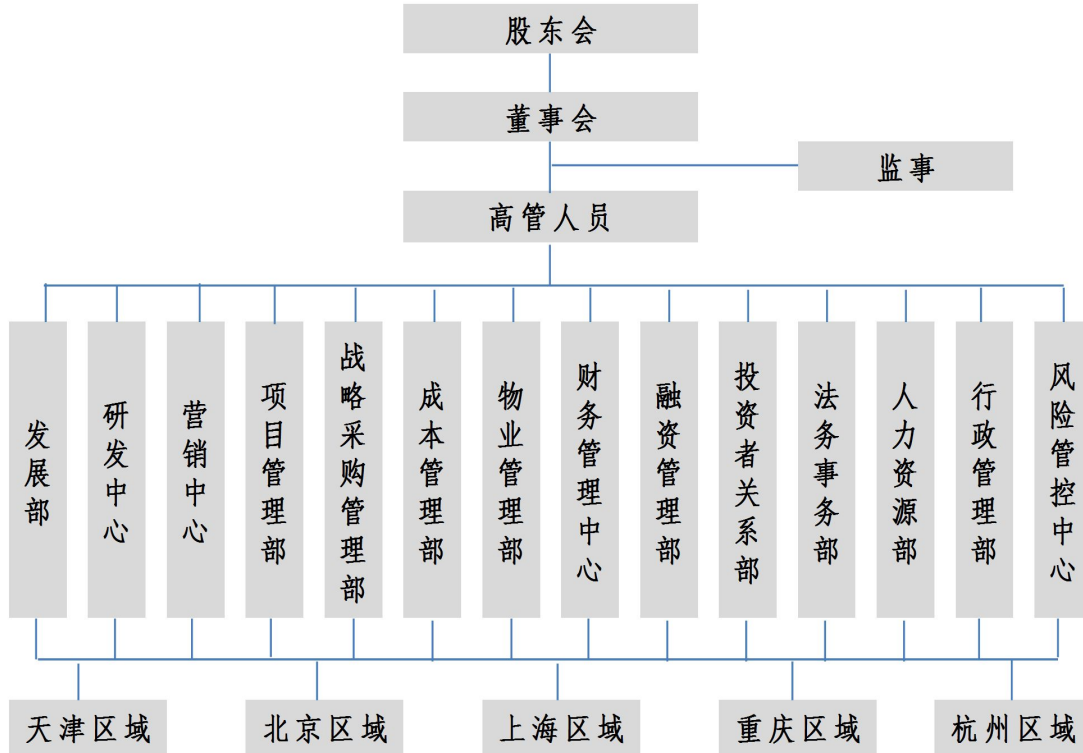 股东会
董事会
监事
高管人员
发展部
研发中心
营销中心
项目管理部
战略采购管理部
成本管理部
物业管理部
财务管理中心
融资管理部
投资者关系部
法务事务部
人力资源部
行政管理部
风险管控中心
天津区域
北京区域
上海区域
重庆区域
杭州区域